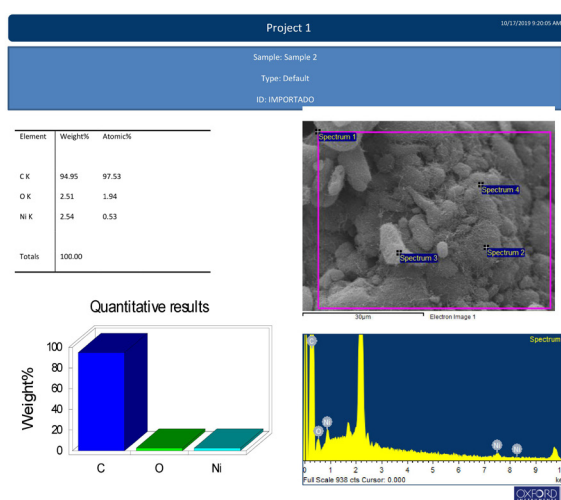 Project 1
10/17/2019 9:20:05 AM
Sample: Sample 2
Type: Default
ID: IMPORTADO
Element Weight% Atomic%
C K 94.95 97.53
O K 2.51 1.94
Ni K 2.54 0.53
Totals 100.00
Spectrum 1
Spectrum 4
Spectrum 2
Spectrum 3
30µm
Electron Image 1
Quantitative results
Weight%
100
80
60
40
20
0
C O Ni
Spectrum
C
O
Ni
Ni
Ni
0 1 2 3 4 5 6 7 8 9
Full Scale 938 cts Cursor: 0.000
OXFORD